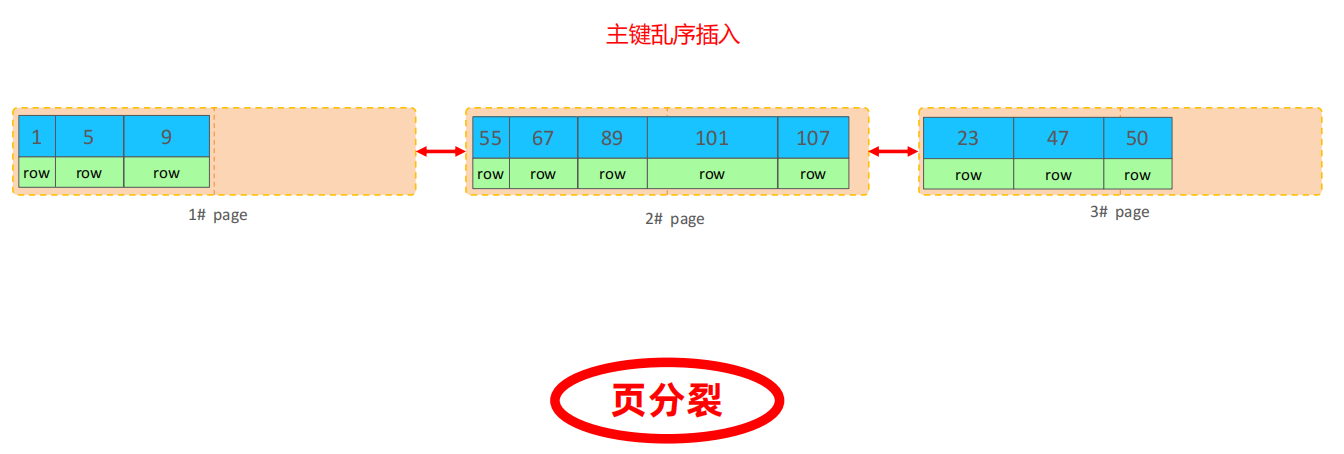 主键乱序插入
1 5 9
row row row
1# page
55 67 89 101 107
row row row row row
2# page
23 47 50
row row row
3# page
页分裂